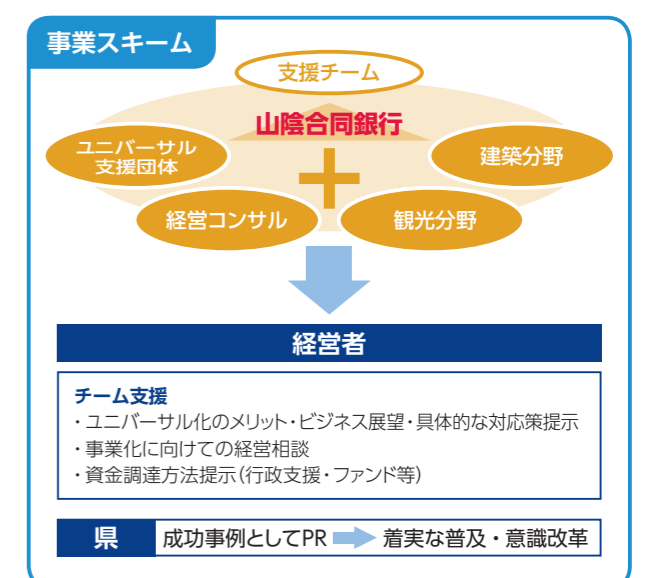 事業スキーム
支援チーム
山陰合同銀行
ユニバーサル
支援団体
建築分野
経営コンサル
観光分野
経営者
チーム支援
・ユニバーサル化のメリット・ビジネス展望・具体的な対応策提示
・事業化に向けての経営相談
・資金調達方法提示（行政支援・ファンド等）
県 成功事例としてPR 着実な普及・意識改革